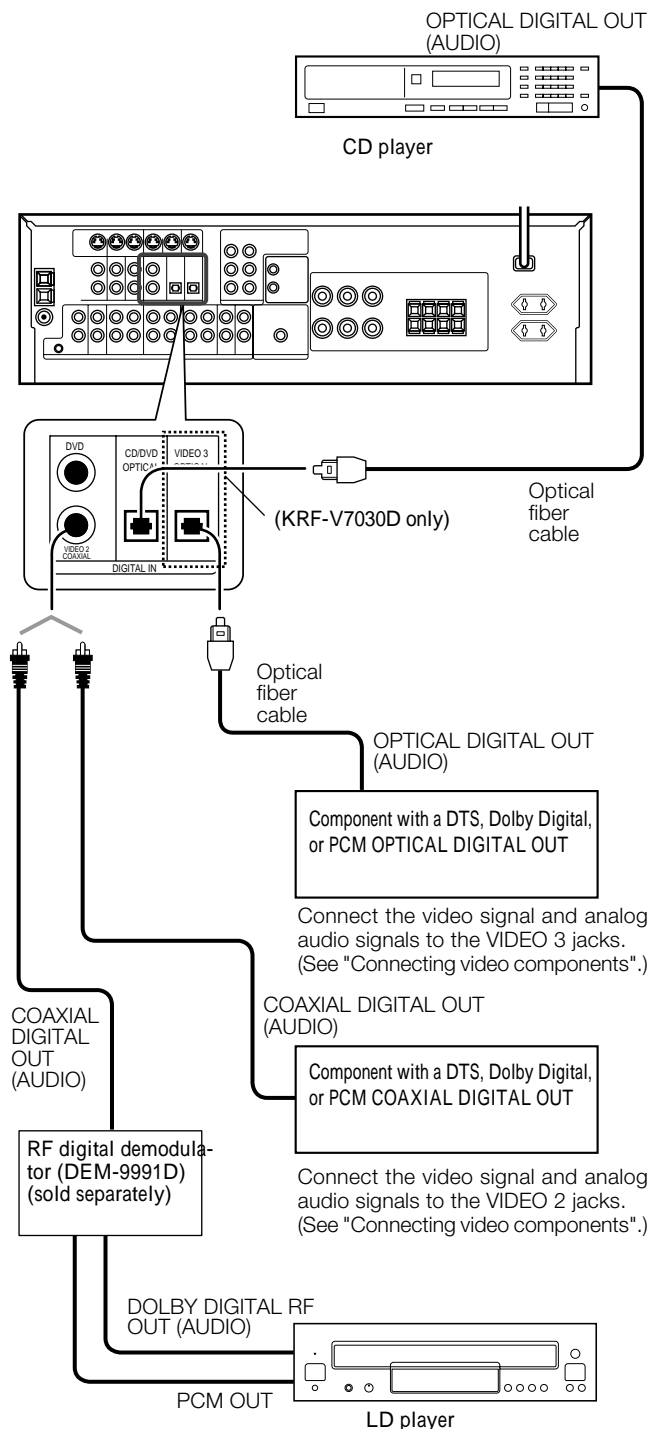 OPTICAL DIGITAL OUT
(AUDIO)
CD player
DVD
CD/DVD
OPTICAL
VIDEO 3
OPTICAL
VIDEO 2
COAXIAL
DIGITAL IN
(KRF-V7030D only)
Optical
fiber
cable
Optical
fiber
cable
OPTICAL DIGITAL OUT
(AUDIO)
Component with a DTS, Dolby Digital,
or PCM OPTICAL DIGITAL OUT
Connect the video signal and analog
audio signals to the VIDEO 3 jacks.
(See "Connecting video components".)
COAXIAL
DIGITAL
OUT
(AUDIO)
COAXIAL DIGITAL OUT
(AUDIO)
Component with a DTS, Dolby Digital,
or PCM COAXIAL DIGITAL OUT
RF digital demodula-
tor (DEM-9991D)
(sold separately)
Connect the video signal and analog
audio signals to the VIDEO 2 jacks.
(See "Connecting video components".)
DOLBY DIGITAL RF
OUT (AUDIO)
PCM OUT
LD player